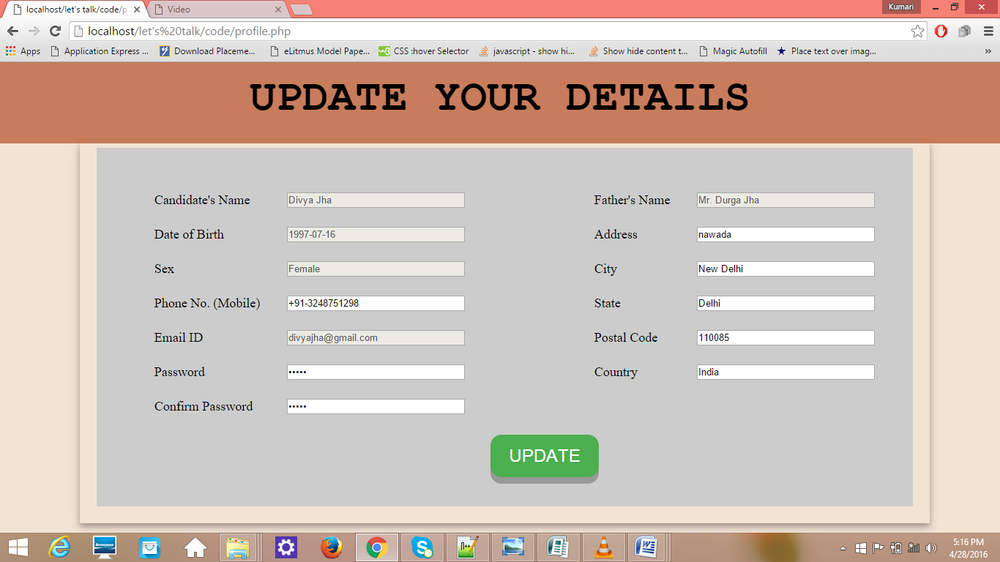 localhost/let's talk/code/p
Video
Kumari
localhost/let's%20talk/code/profile.php
Apps
Application Express ...
Download Placeme...
eLitmus Model Pape...
w3
CSS :hover Selector
javascript - show hi...
Show hide content t...
Magic Autofill
Place text over imag...
»
UPDATE YOUR DETAILS
Candidate's Name Divya Jha Father's Name Mr. Durga Jha
Date of Birth 1997-07-16 Address nawada
Sex Female City New Delhi
Phone No. (Mobile) +91-3248751298 State Delhi
Email ID divyajha@gmail.com Postal Code 110085
Password ••••• Country India
Confirm Password •••••
UPDATE
lenovo
N++
5:16 PM
4/28/2016